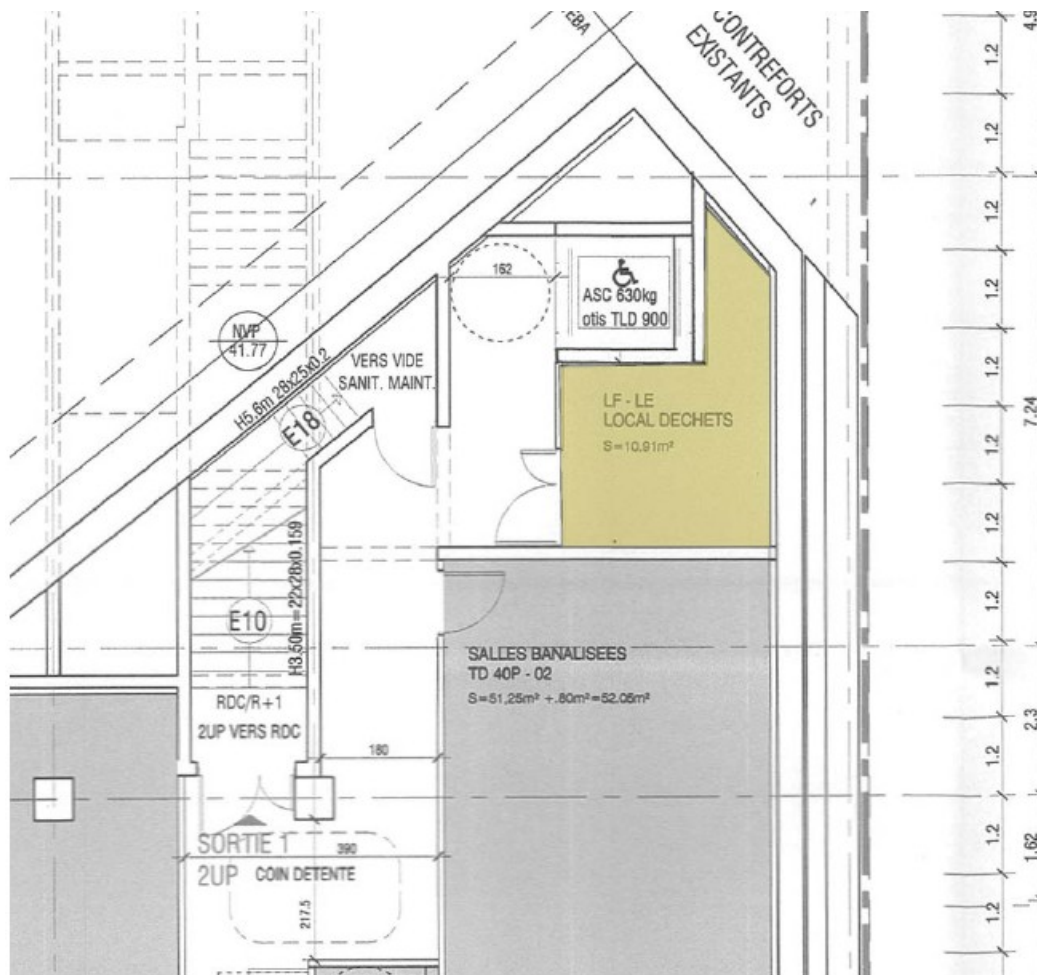 EBA
CONTREFORTS
EXISTANTS
4.9
1.2
1.2
1.2
1.2
1.2
1.2
1.2
1.2
1.2
1.2
1.2
1.2
7.24
2.3
1.62
162
ASC 630kg
otis TLD 900
NVP
41.77
VERS VIDE
SANIT. MAINT.
H5,6m 28x25x0.2
E18
LF - LE
LOCAL DECHETS
S=10.91m²
H3.50m=22x28x0.159
E10
SALLES BANALISEES
TD 40P - 02
S=51,25m² +.80m²=52.05m²
RDC/R+1
2UP VERS RDC
180
SORTIE 1
2UP
390
COIN DETENTE
217.5